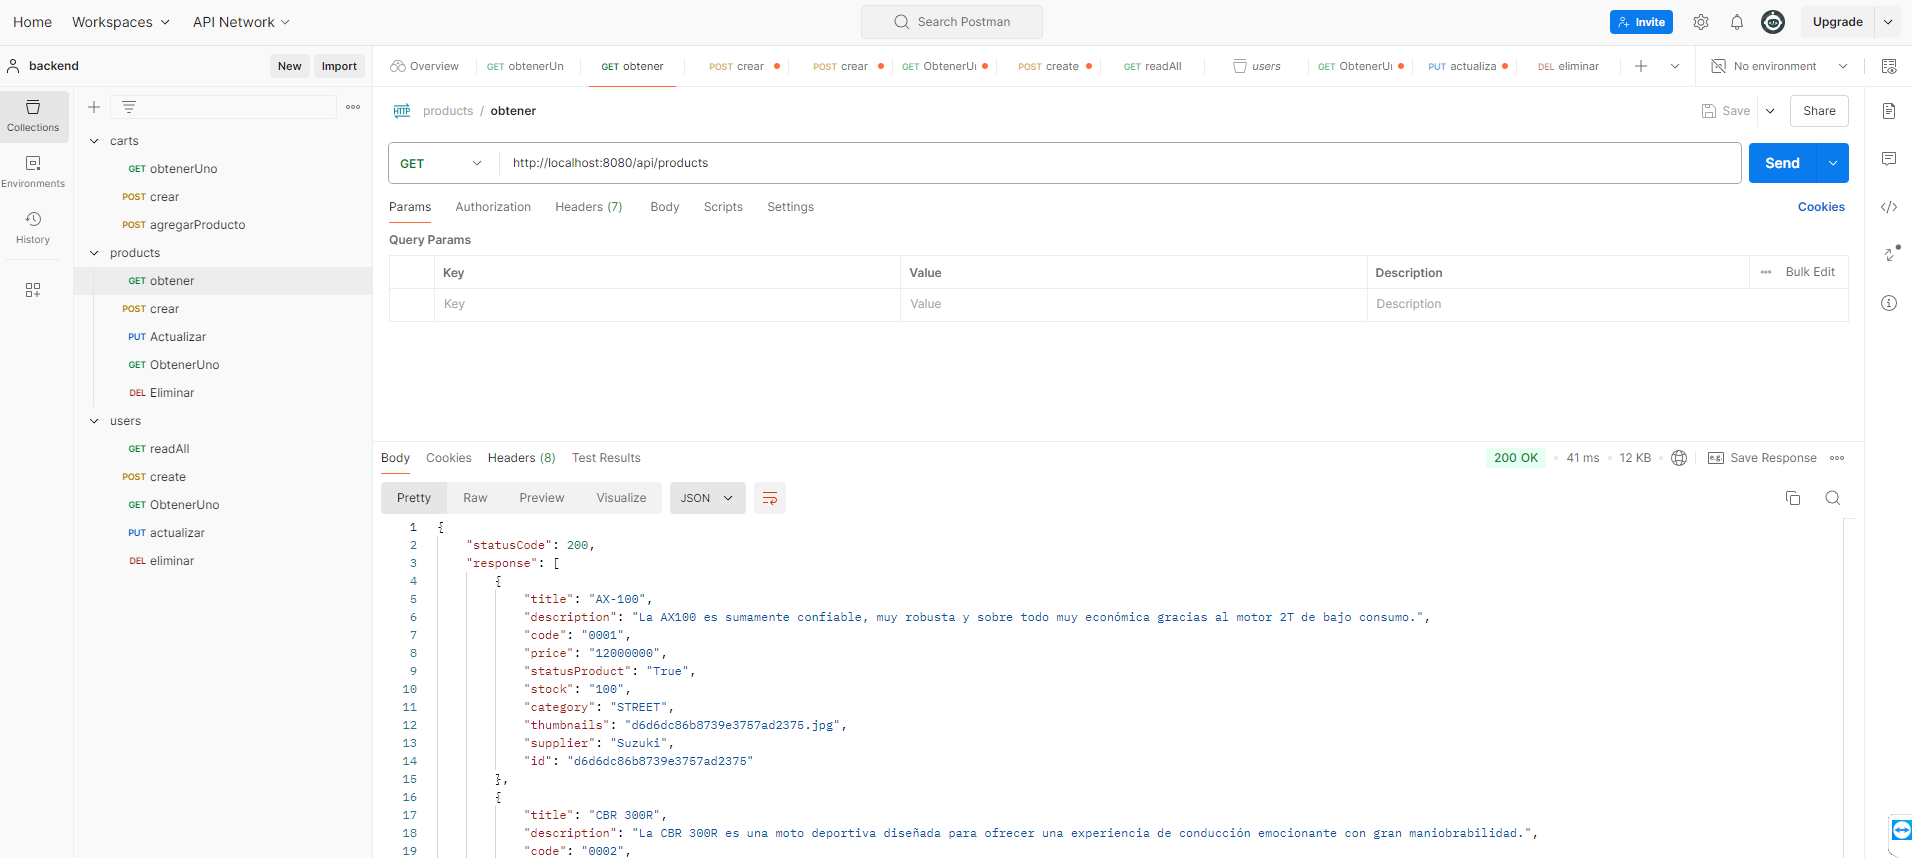 Home Workspaces API Network Search Postman Invite Upgrade
backend New Import Overview GET obtenerUn GET obtener POST crear POST crear GET ObtenerUı POST create GET readAll users GET ObtenerUı PUT actualiza DEL eliminar No environment
Collections
Environments
History
carts
GET obtenerUno
POST crear
POST agregarProducto
products
GET obtener
POST crear
PUT Actualizar
GET ObtenerUno
DEL Eliminar
users
GET readAll
POST create
GET ObtenerUno
PUT actualizar
DEL eliminar
HTTP products / obtener Save Share
GET http://localhost:8080/api/products Send
Params Authorization Headers (7) Body Scripts Settings Cookies
Query Params
Key Value Description Bulk Edit
Key Value Description
Body Cookies Headers (8) Test Results 200 OK 41 ms 12 KB e.g. Save Response
Pretty Raw Preview Visualize JSON
1 {
2 "statusCode": 200,
3 "response": [
4 {
5 "title": "AX-100",
6 "description": "La AX100 es sumamente confiable, muy robusta y sobre todo muy económica gracias al motor 2T de bajo consumo.",
7 "code": "0001",
8 "price": "12000000",
9 "statusProduct": "True",
10 "stock": "100",
11 "category": "STREET",
12 "thumbnails": "d6d6dc86b8739e3757ad2375.jpg",
13 "supplier": "Suzuki",
14 "id": "d6d6dc86b8739e3757ad2375"
15 },
16 {
17 "title": "CBR 300R",
18 "description": "La CBR 300R es una moto deportiva diseñada para ofrecer una experiencia de conducción emocionante con gran maniobrabilidad.",
19 "code": "0002",